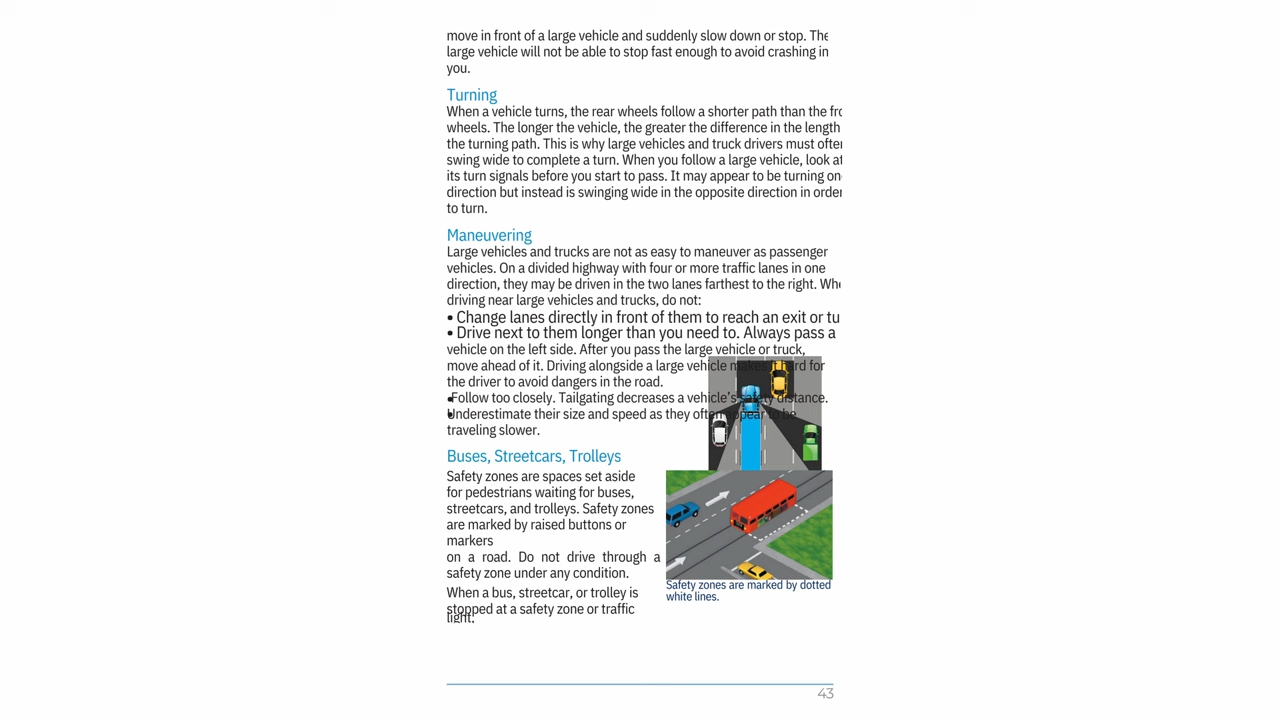 move in front of a large vehicle and suddenly slow down or stop. The
large vehicle will not be able to stop fast enough to avoid crashing in
you.
Turning
When a vehicle turns, the rear wheels follow a shorter path than the
wheels. The longer the vehicle, the greater the difference in the length
the turning path. This is why large vehicles and truck drivers must often
swing wide to complete a turn. When you follow a large vehicle, look at
its turn signals before you start to pass. It may appear to be turning on
direction but instead is swinging wide in the opposite direction in order
to turn.
Maneuvering
Large vehicles and trucks are not as easy to maneuver as passenger
vehicles. On a divided highway with four or more traffic lanes in one
direction, they may be driven in the two lanes farthest to the right. Wh
driving near large vehicles and trucks, do not:
• Change lanes directly in front of them to reach an exit or tu
• Drive next to them longer than you need to. Always pass a
vehicle on the left side. After you pass the large vehicle or truck,
move ahead of it. Driving alongside a large vehicle makes it hard for
the driver to avoid dangers in the road.
•Follow too closely. Tailgating decreases a vehicle's safety distance.
•Underestimate their size and speed as they often appear to be
traveling slower.
Buses, Streetcars, Trolleys
Safety zones are spaces set aside
for pedestrians waiting for buses,
streetcars, and trolleys. Safety zones
are marked by raised buttons or
markers
on a road. Do not drive through a
safety zone under any condition.
When a bus, streetcar, or trolley is
stopped at a safety zone or traffic
light,
Safety zones are marked by dotted
white lines.
43